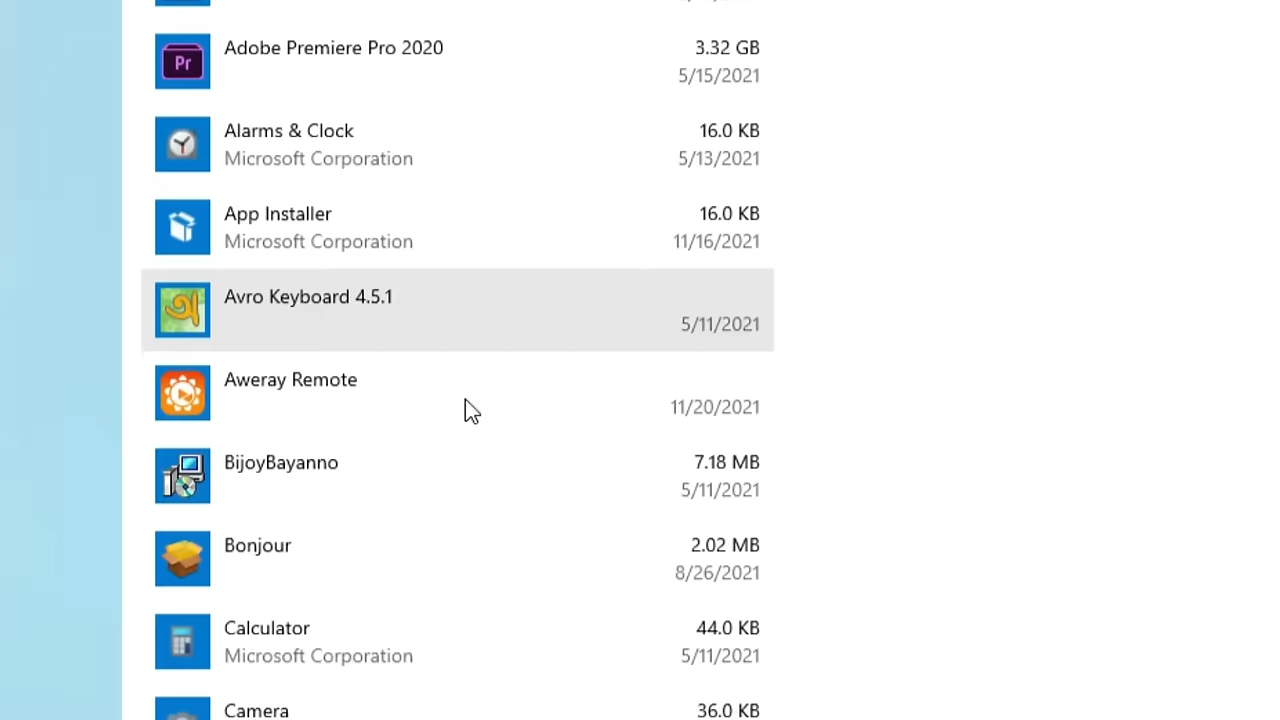 Adobe Premiere Pro 2020 3.32 GB
Pr
5/15/2021
Alarms & Clock 16.0 KB
Microsoft Corporation 5/13/2021
App Installer 16.0 KB
Microsoft Corporation 11/16/2021
Avro Keyboard 4.5.1
অ
5/11/2021
Aweray Remote
11/20/2021
BijoyBayanno 7.18 MB
5/11/2021
Bonjour 2.02 MB
8/26/2021
Calculator 44.0 KB
Microsoft Corporation 5/11/2021
Camera 36.0 KB